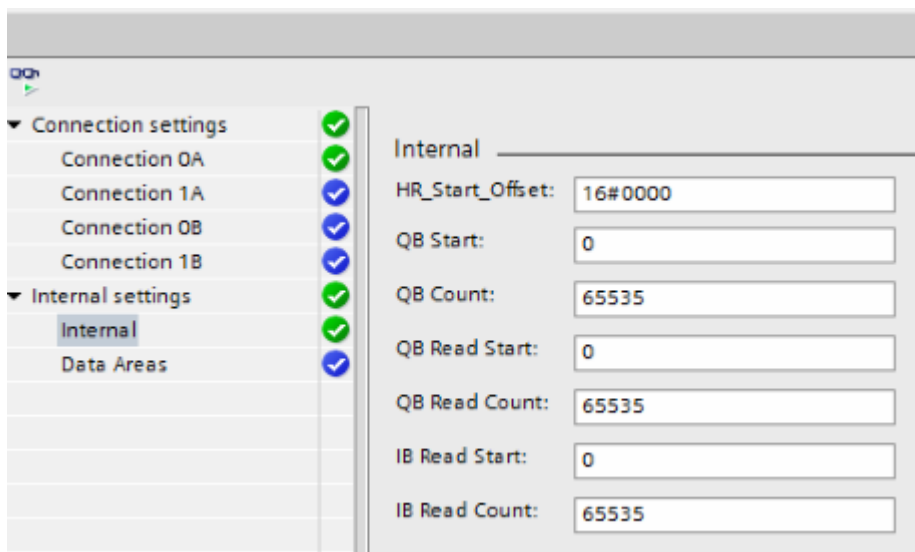 Connection settings
Connection 0A
Connection 1A
Connection 0B
Connection 1B
Internal settings
Internal
Data Areas
Internal
HR_Start_Offset: 16#0000
QB Start: 0
QB Count: 65535
QB Read Start: 0
QB Read Count: 65535
IB Read Start: 0
IB Read Count: 65535